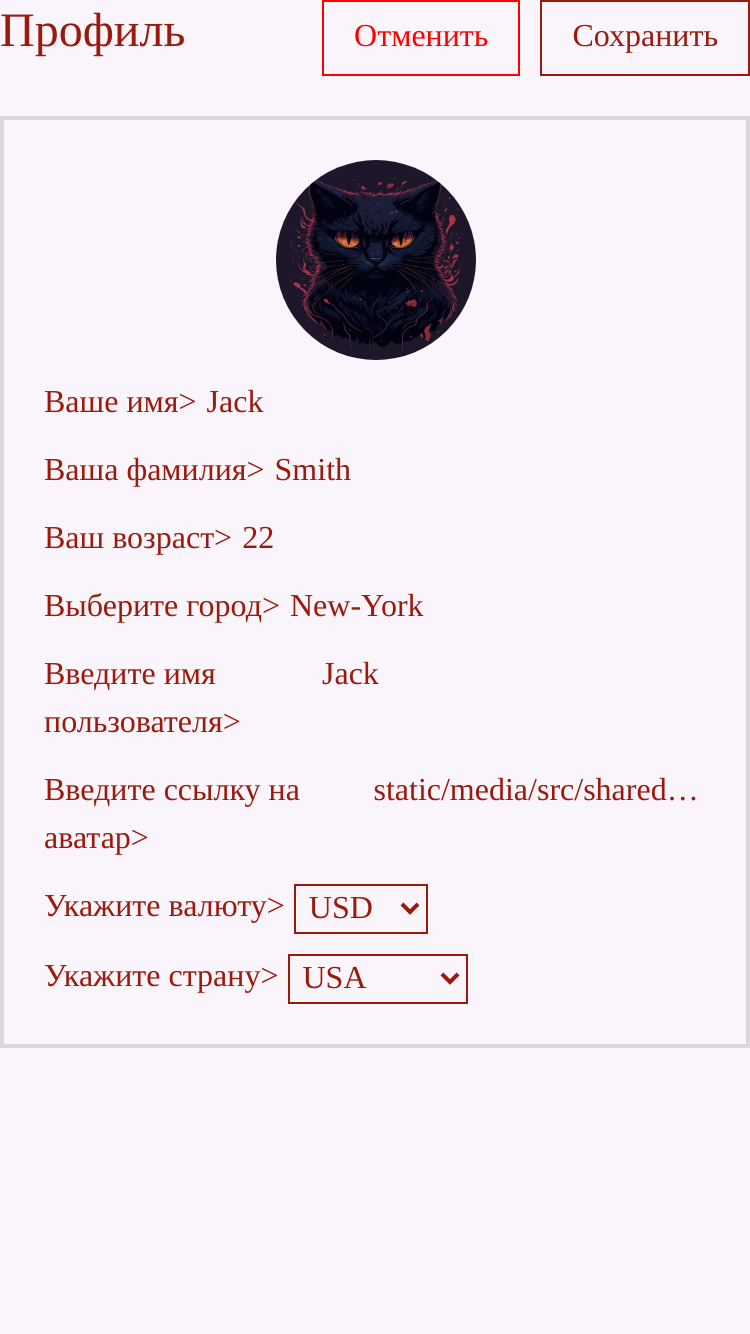 Профиль Отменить Сохранить
Ваше имя> Jack
Ваша фамилия> Smith
Ваш возраст> 22
Выберите город> New-York
Введите имя Jack
пользователя>
Введите ссылку на static/media/src/shared…
аватар>
Укажите валюту> USD
Укажите страну> USA